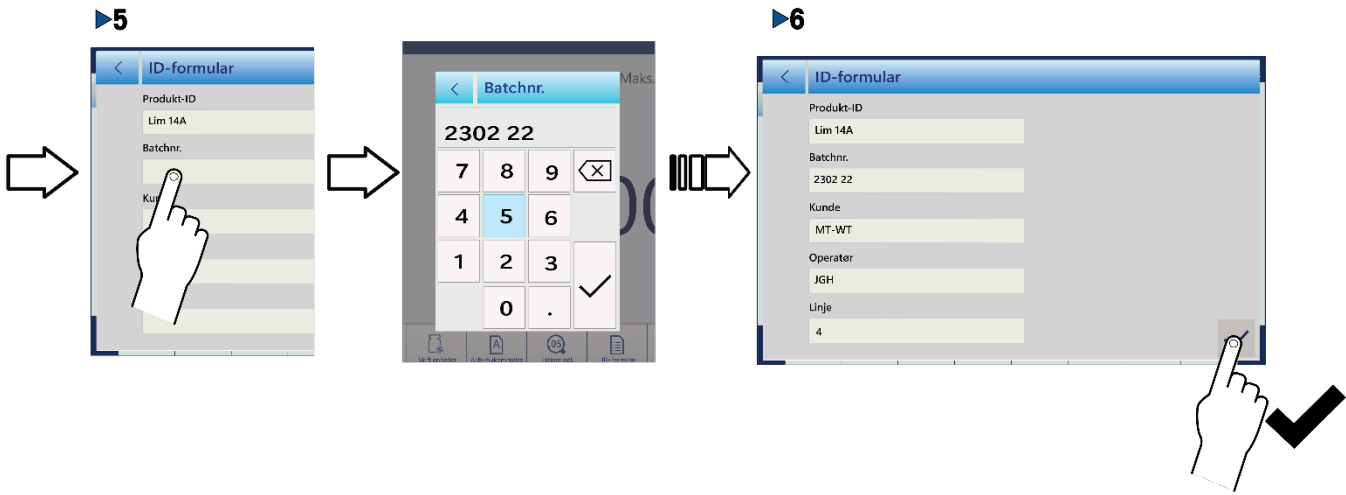 ▶5
ID-formular
Produkt-ID
Lim 14A
Batchnr.
Maks.
Batchnr.
2302 22
7 8 9
4 5 6
1 2 3
0 .
ID-formular
▶6
ID-formular
Produkt-ID
Lim 14A
Batchnr.
2302 22
Kunde
MT-WT
Operatør
JGH
Linje
4